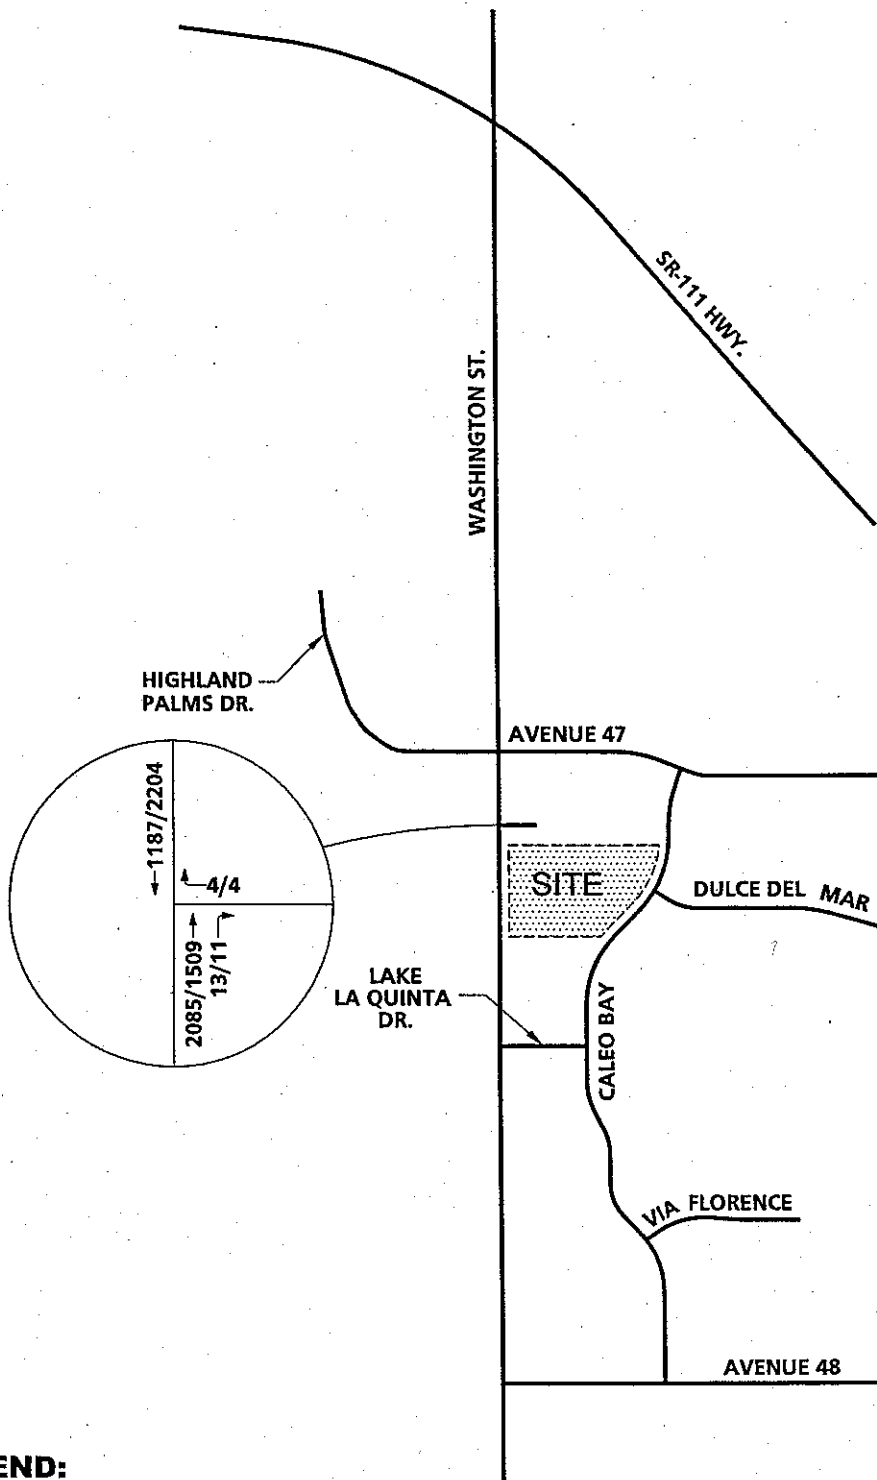 SR-111 HWY.
WASHINGTON ST.
HIGHLAND
PALMS DR.
AVENUE 47
1187/2204
4/4
2085/1509
13/11
SITE
DULCE DEL MAR
LAKE
LA QUINTA
DR.
CALEO BAY
VIA FLORENCE
AVENUE 48
END: